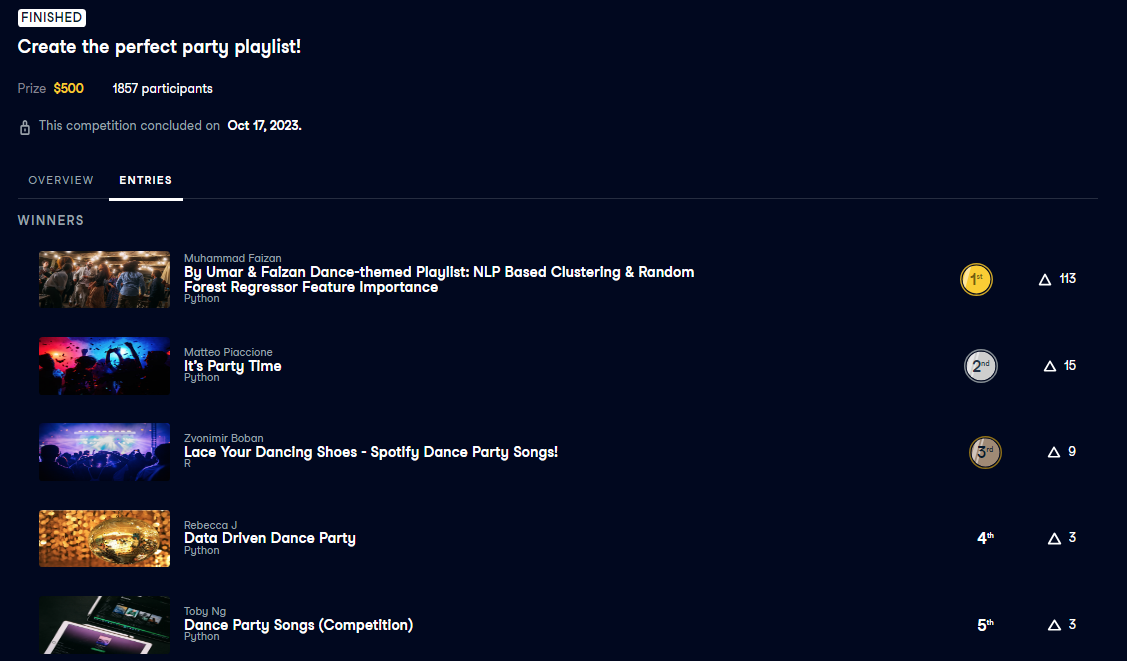 FINISHED
Create the perfect party playlist!
Prize $500 1857 participants
This competition concluded on Oct 17, 2023.
OVERVIEW ENTRIES
WINNERS
Muhammad Faizan
By Umar & Faizan Dance-themed Playlist: NLP Based Clustering & Random
Forest Regressor Feature Importance
Python
1st 113
Matteo Piaccione
It's Party Time
Python
2nd 15
Zvonimir Boban
Lace Your Dancing Shoes - Spotify Dance Party Songs!
R
3rd 9
Rebecca J
Data Driven Dance Party
Python
4th 3
Toby Ng
Dance Party Songs (Competition)
Python
5th 3